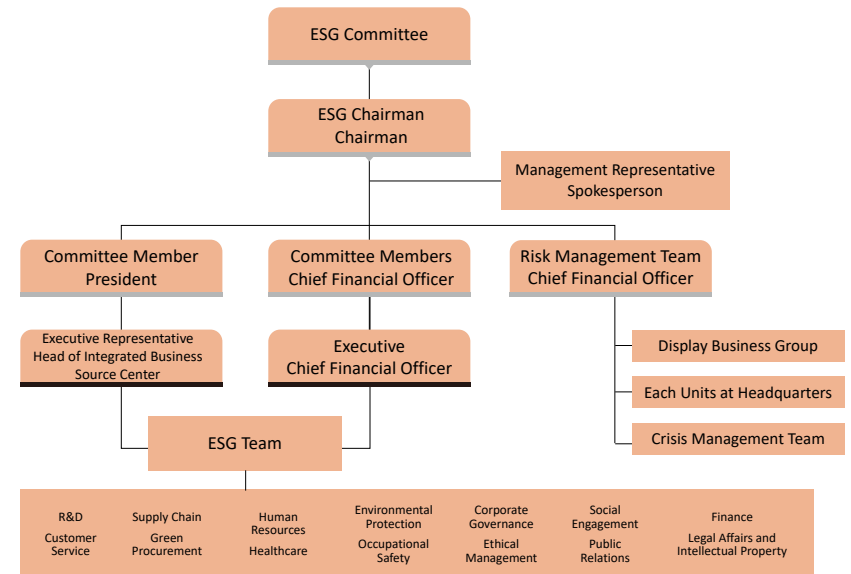 ESG Committee
ESG Chairman
Chairman
Management Representative
Spokesperson
Committee Member
President
Committee Members
Chief Financial Officer
Risk Management Team
Chief Financial Officer
Executive Representative
Head of Integrated Business
Source Center
Executive
Chief Financial Officer
Display Business Group
Each Units at Headquarters
Crisis Management Team
ESG Team
R&D
Customer
Service
Supply Chain
Green
Procurement
Human
Resources
Healthcare
Environmental
Protection
Occupational
Safety
Corporate
Governance
Ethical
Management
Social
Engagement
Public
Relations
Finance
Legal Affairs and
Intellectual Property